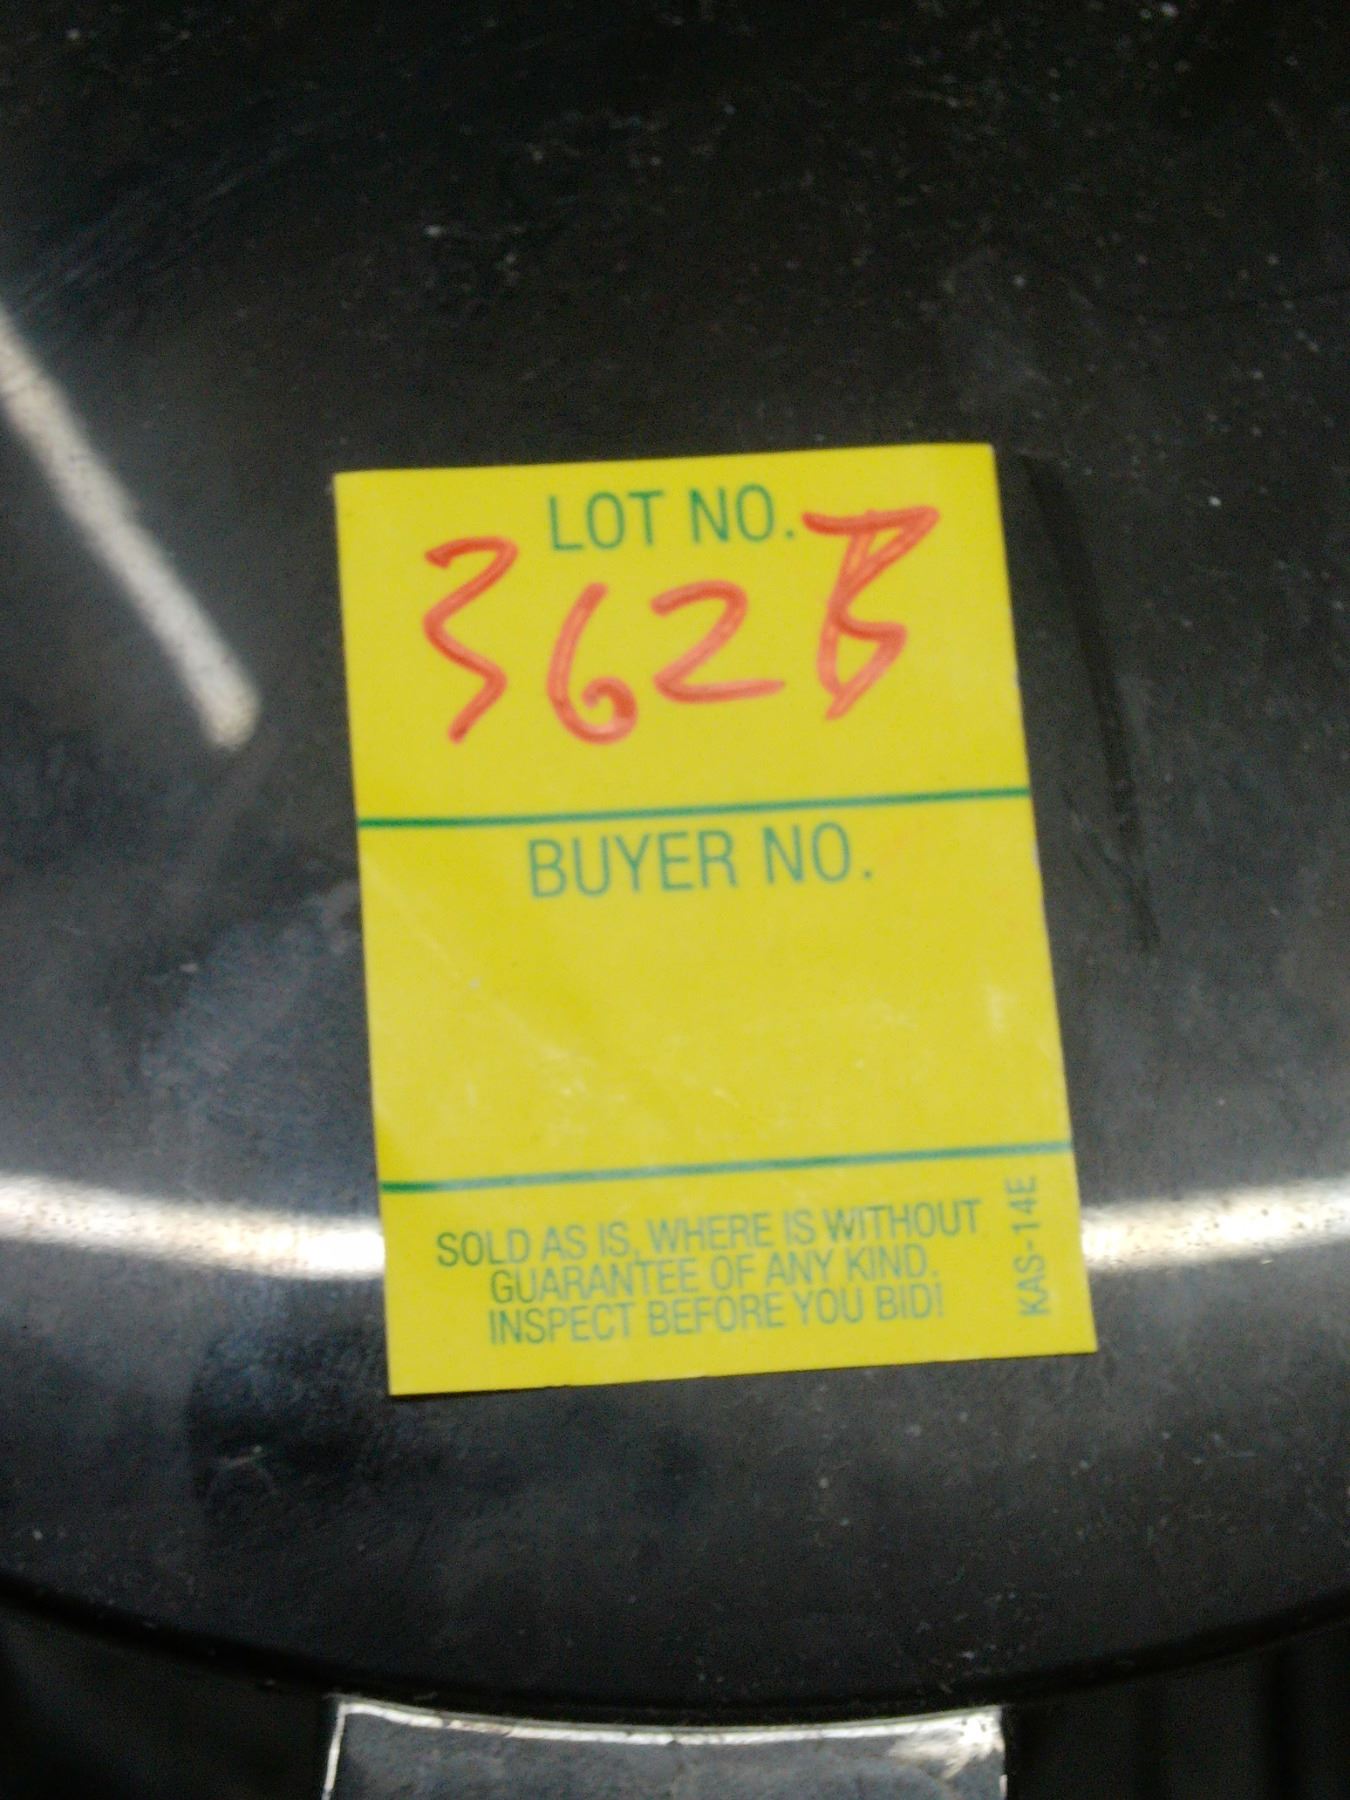 LOT NO.
362B
BUYER NO.
SOLD AS IS, WHERE IS WITHOUT
GUARANTEE OF ANY KIND.
INSPECT BEFORE YOU BID!
KAS-14E